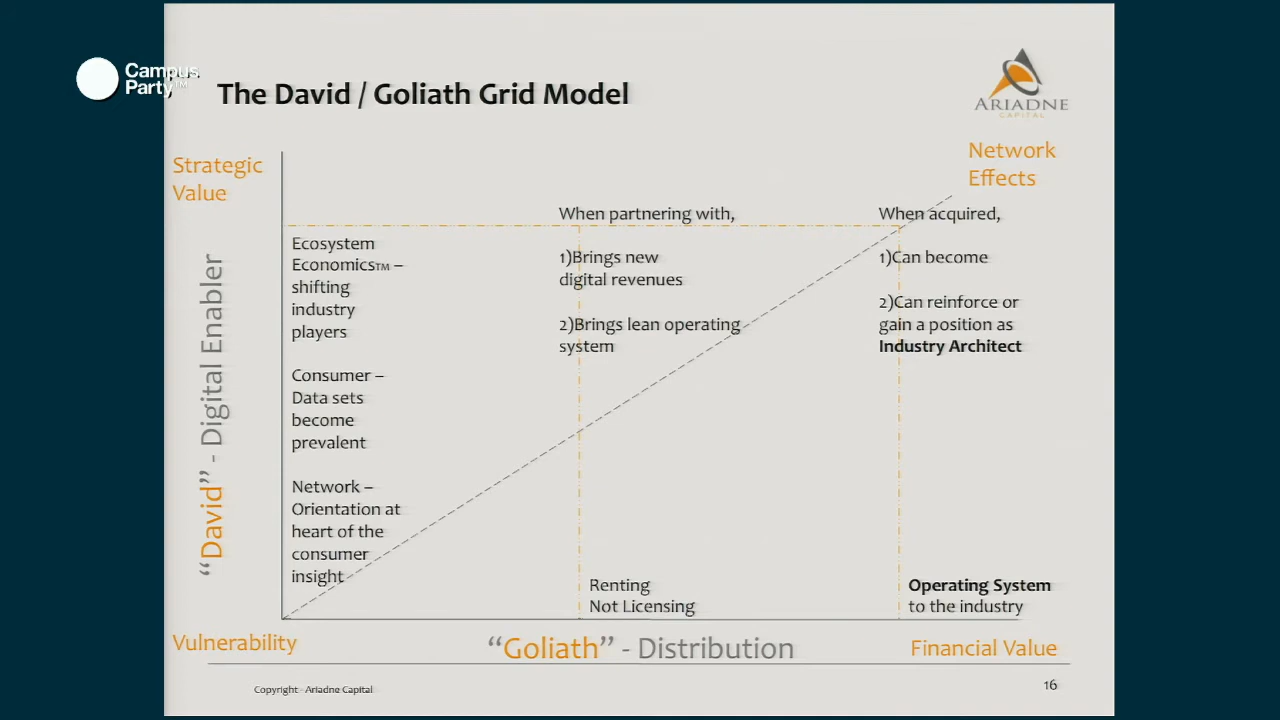 Campus
Party™
The David / Goliath Grid Model
ARIADNE
CAPITAL
Strategic
Value
Network
Effects
"David" - Digital Enabler
Ecosystem
Economics™ –
shifting
industry
players
Consumer –
Data sets
become
prevalent
Network –
Orientation at
heart of the
consumer
insight
When partnering with,
1)Brings new
digital revenues
2)Brings lean operating
system
When acquired,
1)Can become
2)Can reinforce or
gain a position as
Industry Architect
Renting
Not Licensing
Operating System
to the industry
Vulnerability
"Goliath" - Distribution
Financial Value
Copyright - Ariadne Capital
16